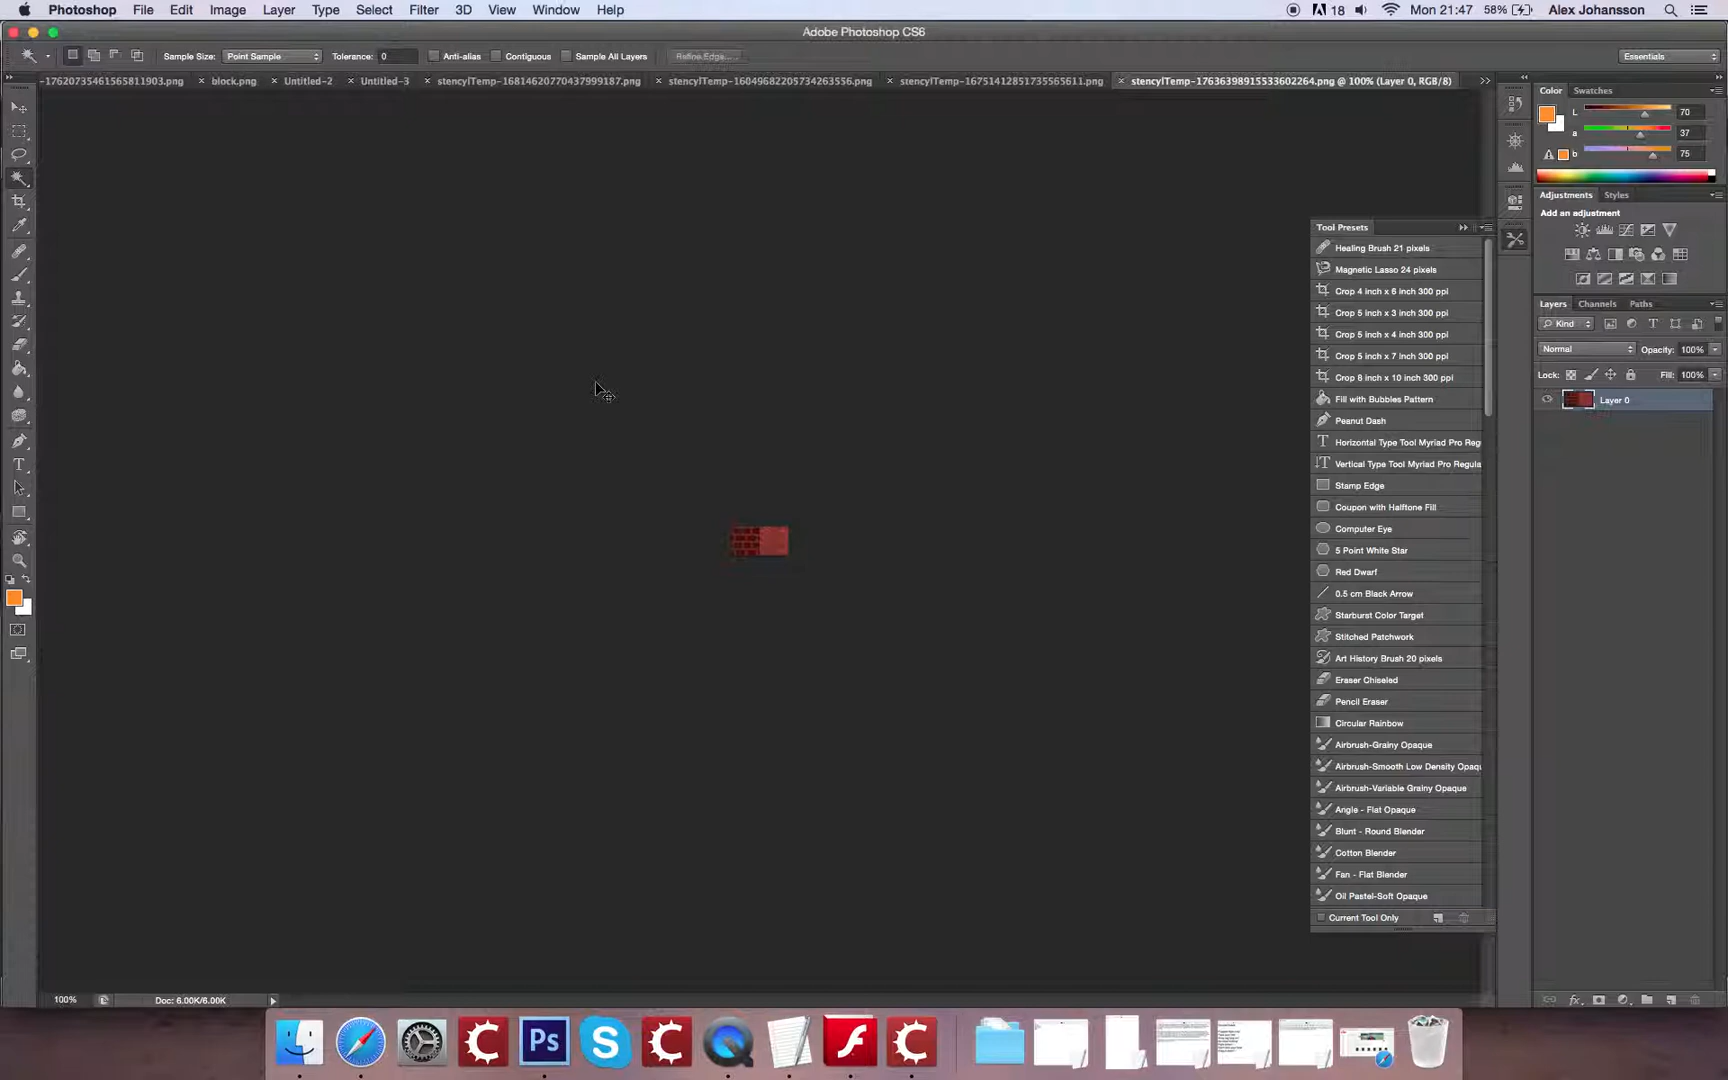 Photoshop File Edit Image Layer Type Select Filter 3D View Window Help 18 Mon 21:47 58% Alex Johansson
Adobe Photoshop CS6
Sample Size: Point Sample Tolerance: 0 Anti-alias Contiguous Sample All Layers Refine Edge... Essentials
-17620735461565811903.png × block.png × Untitled-2 × Untitled-3 × stencylTemp-16814620770437999187.png × stencylTemp-16049682205734263556.png × stencylTemp-16751412851735565611.png × stencylTemp-17636398915533602264.png @ 100% (Layer 0, RGB/8)
Color Swatches
L 70
a 37
b 75
Adjustments Styles
Add an adjustment
Layers Channels Paths
Kind
Normal Opacity: 100%
Lock: Fill: 100%
Layer 0
Tool Presets
Healing Brush 21 pixels
Magnetic Lasso 24 pixels
Crop 4 inch x 6 inch 300 ppi
Crop 5 inch x 3 inch 300 ppi
Crop 5 inch x 4 inch 300 ppi
Crop 5 inch x 7 inch 300 ppi
Crop 8 inch x 10 inch 300 ppi
Fill with Bubbles Pattern
Peanut Dash
Horizontal Type Tool Myriad Pro Reg
Vertical Type Tool Myriad Pro Regula
Stamp Edge
Coupon with Halftone Fill
Computer Eye
5 Point White Star
Red Dwarf
0.5 cm Black Arrow
Starburst Color Target
Stitched Patchwork
Art History Brush 20 pixels
Eraser Chiseled
Pencil Eraser
Circular Rainbow
Airbrush-Grainy Opaque
Airbrush-Smooth Low Density Opaq
Airbrush-Variable Grainy Opaque
Angle - Flat Opaque
Blunt - Round Blender
Cotton Blender
Fan - Flat Blender
Oil Pastel-Soft Opaque
Current Tool Only
100% Doc: 6.00K/6.00K
Ps